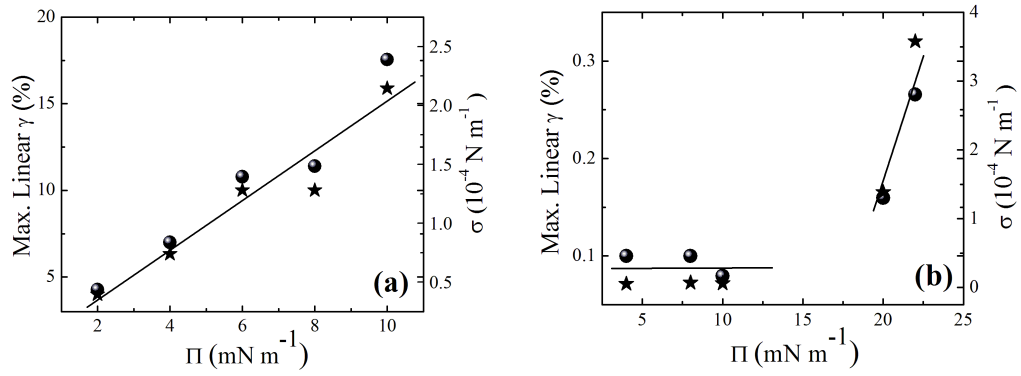 20
15
10
5
Max. Linear γ (%)
2.5
2.0
1.5
1.0
0.5
σ (10⁻⁴ N m⁻¹)
(a)
2 4 6 8 10
Π (mN m⁻¹)
0.3
0.2
0.1
Max. Linear γ (%)
4
3
2
1
0
σ (10⁻⁴ N m⁻¹)
(b)
5 10 15 20 25
Π (mN m⁻¹)